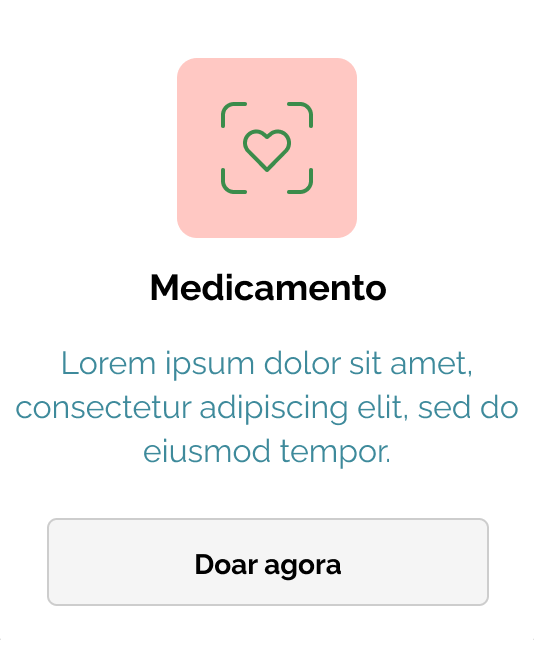 Medicamento
Lorem ipsum dolor sit amet,
consectetur adipiscing elit, sed do
eiusmod tempor.
Doar agora